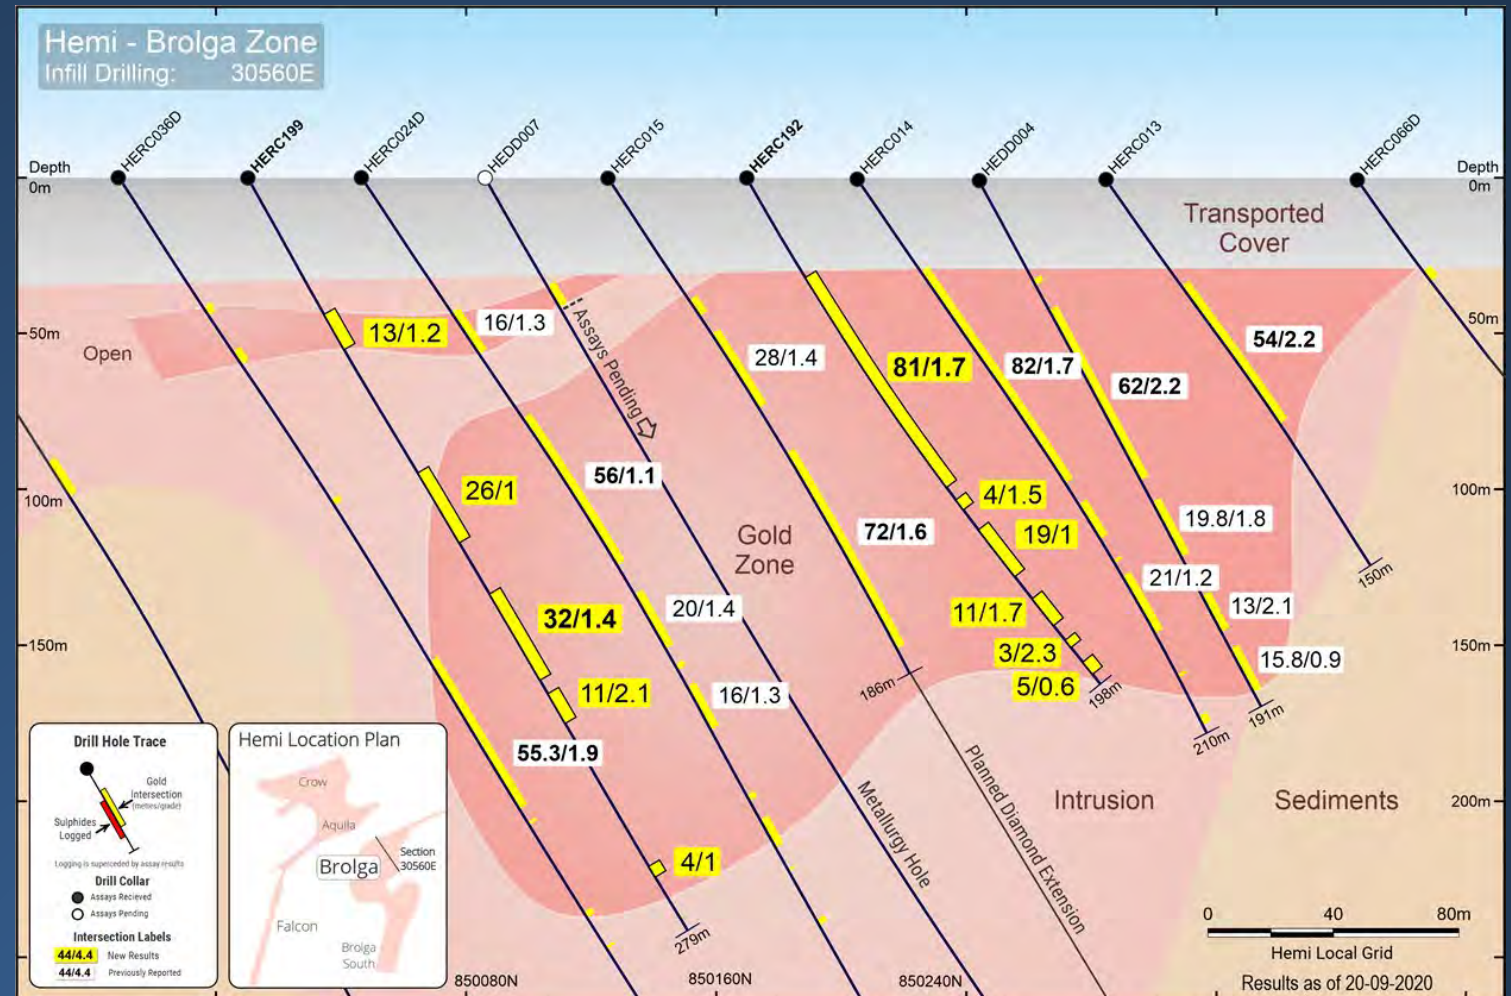 Hemi - Brolga Zone
Infill Drilling: 30560E
HERC036D
HERC199
HERC024D
HEDD007
HERC015
HERC192
HERC014
HEDD004
HERC013
HERC066D
Depth
0m
Depth
0m
Transported
Cover
50m
Open
13/1.2
16/1.3
Assays Pending
28/1.4
81/1.7
82/1.7
62/2.2
54/2.2
50m
100m
26/1
56/1.1
Gold
Zone
72/1.6
4/1.5
19/1
19.8/1.8
100m
32/1.4
20/1.4
11/1.7
21/1.2
13/2.1
150m
150m
11/2.1
16/1.3
3/2.3
5/0.6
15.8/0.9
150m
186m
198m
191m
210m
55.3/1.9
4/1
279m
Metallurgy Hole
Planned Diamond Extension
Intrusion
Sediments
200m
Drill Hole Trace
Gold
Intersection
(metres/grade)
Sulphides
Logged
Logging is superceded by assay results
Drill Collar
Assays Recieved
Assays Pending
Intersection Labels
44/4.4 New Results
44/4.4 Previously Reported
Hemi Location Plan
Crow
Aquila
Brolga
Section
30560E
Falcon
Brolga
South
850080N
850160N
850240N
0 40 80m
Hemi Local Grid
Results as of 20-09-2020